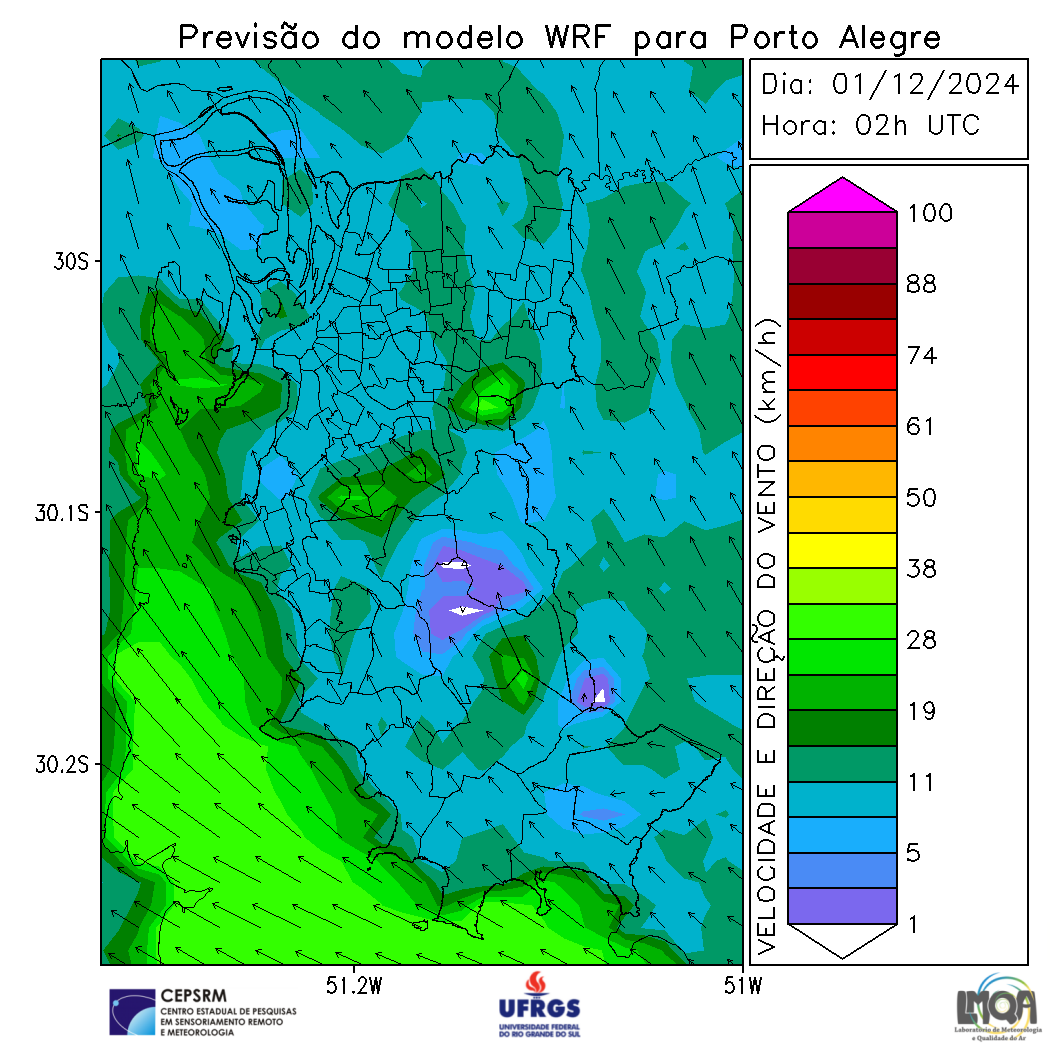 Previsão do modelo WRF para Porto Alegre
Dia: 01/12/2024
Hora: 02h UTC
30S
30.1S
30.2S
51.2W
51W
VELOCIDADE E DIREÇÃO DO VENTO (km/h)
100
88
74
61
50
38
28
19
11
5
1
CEPSRM
CENTRO ESTADUAL DE PESQUISAS
EM SENSORIAMENTO REMOTO
E METEOROLOGIA
UFRGS
UNIVERSIDADE FEDERAL
DO RIO GRANDE DO SUL
LMQA
Laboratório de Meteorologia
e Qualidade do Ar